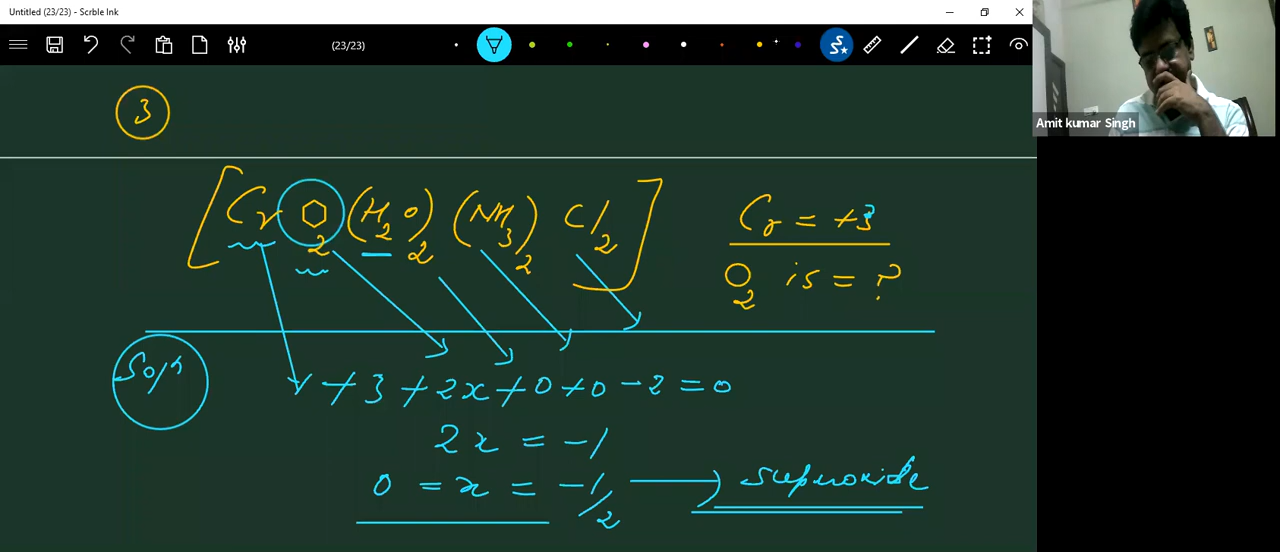 Untitled (23/23) - Scrble Ink
(23/23)
Amit kumar Singh
3
[Cr O2 (H2O)2 (NH3)2 Cl2]
Cr = +3
O2 is = ?
Sol^n
+3 + 2x + 0 + 0 - 2 = 0
2x = -1
O = x = -1/2 → superoxide